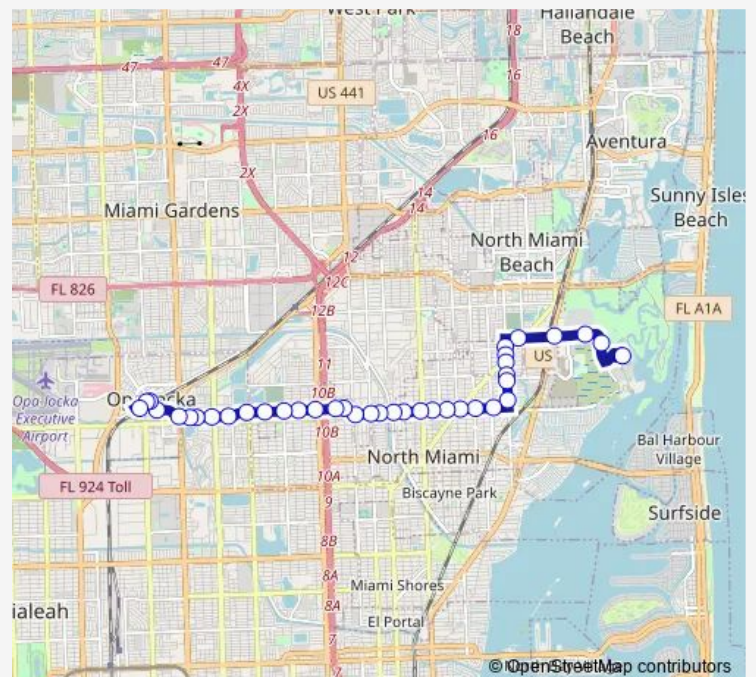 West Park
Hallandale
Beach
18
47
47
4X
16
2X
US 441
16
Aventura
2X
14
14
Miami Gardens
Sunny Isles
Beach
North Miami
Beach
12
12C
FL 826
FL A1A
12B
US
11
Opa-locka
Executive
Airport
10B
10B
Bal Harbour
Village
North Miami
10A
FL 924 Toll
Biscayne Park
9
Surfside
8B
8A
Miami Shores
ialeah
8A
El Portal
7
7
© OpenStreetMap contributors